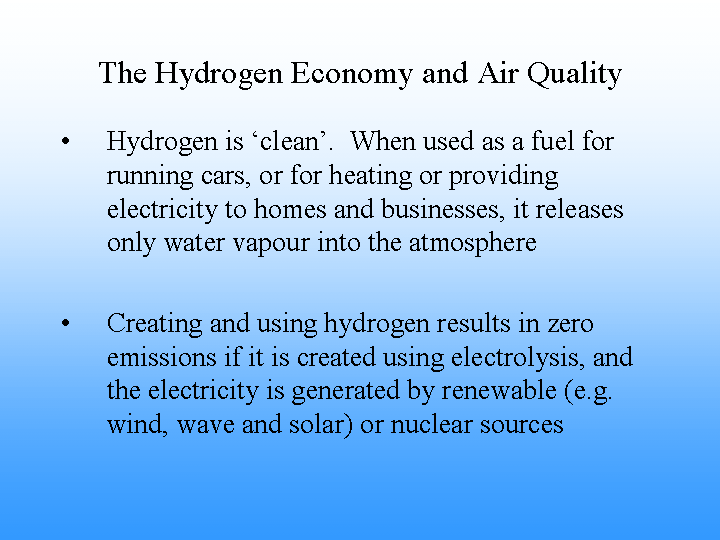 The Hydrogen Economy and Air Quality
• Hydrogen is ‘clean’.  When used as a fuel for
running cars, or for heating or providing
electricity to homes and businesses, it releases
only water vapour into the atmosphere
• Creating and using hydrogen results in zero
emissions if it is created using electrolysis, and
the electricity is generated by renewable (e.g.
wind, wave and solar) or nuclear sources